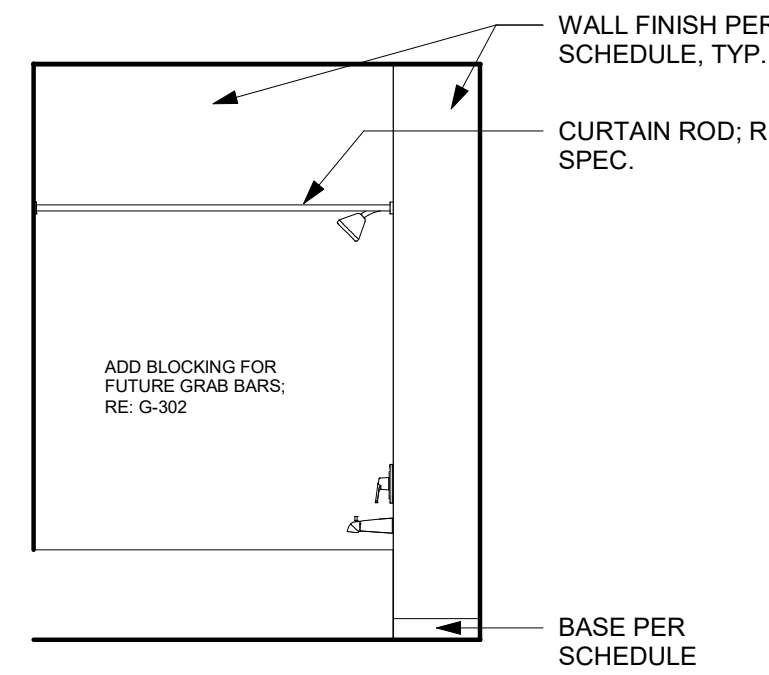 WALL FINISH PER
SCHEDULE, TYP.
CURTAIN ROD; R
SPEC.
ADD BLOCKING FOR
FUTURE GRAB BARS;
RE: G-302
BASE PER
SCHEDULE